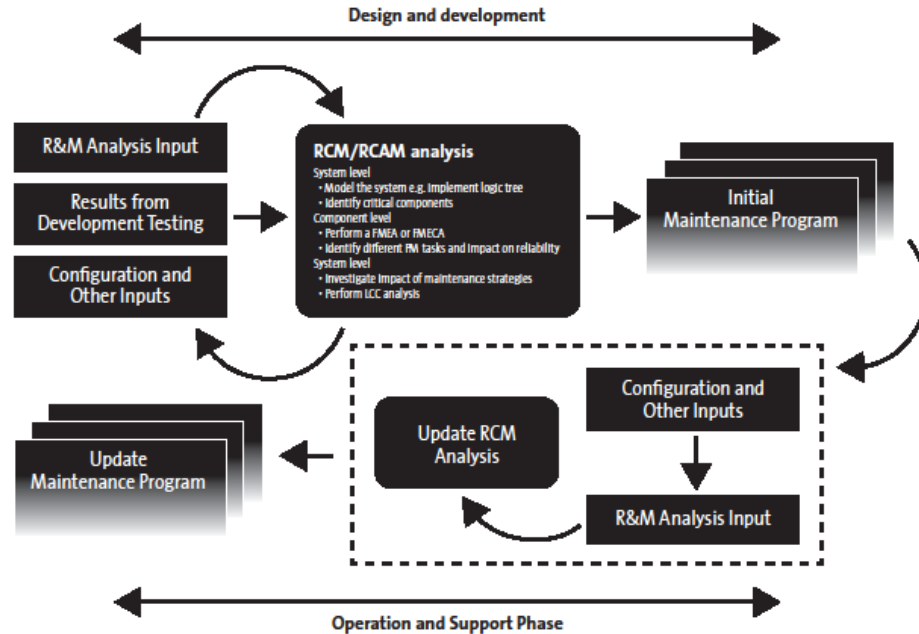 Design and development
R&M Analysis Input
Results from
Development Testing
Configuration and
Other Inputs
RCM/RCAM analysis
System level
• Model the system e.g. Implement logic tree
• Identify critical components
Component level
• Perform a FMEA or FMECA
• Identify different PM tasks and impact on reliability
System level
• Investigate impact of maintenance strategies
• Perform LCC analysis
Initial
Maintenance Program
Configuration and
Other Inputs
R&M Analysis Input
Update RCM
Analysis
Update
Maintenance Program
Operation and Support Phase